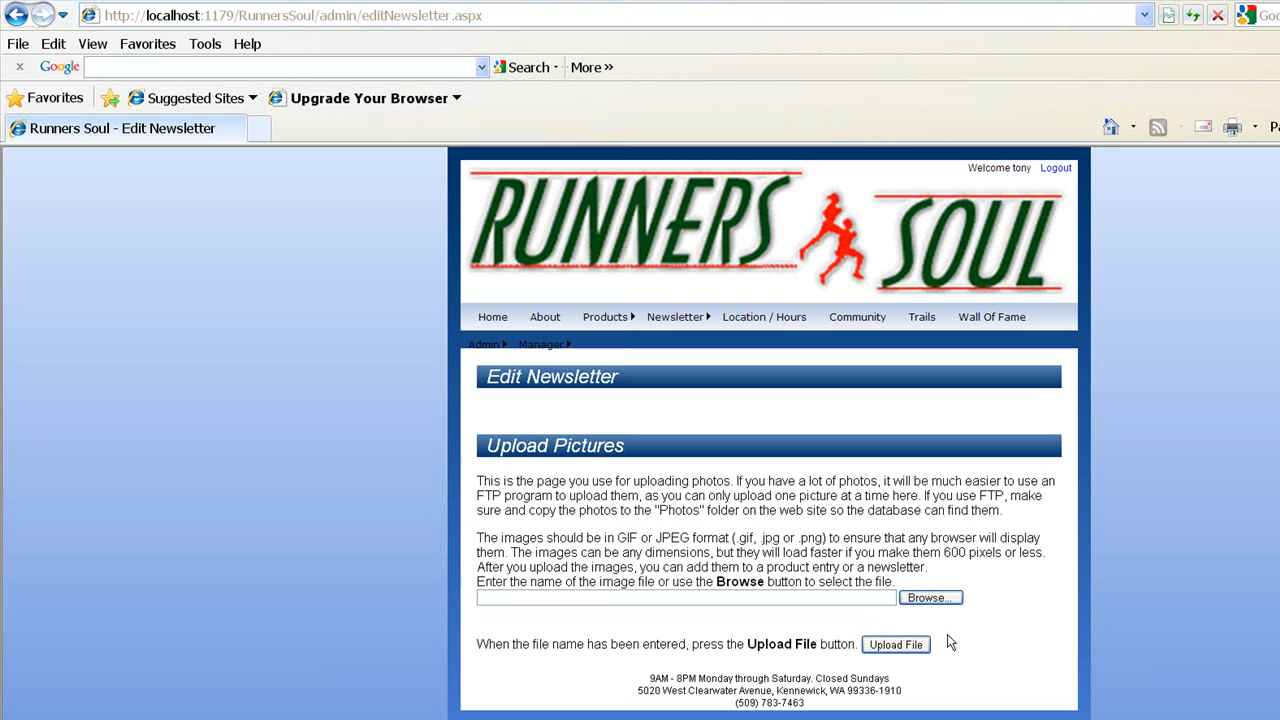 http://localhost:1179/RunnersSoul/admin/editNewsletter.aspx
File Edit View Favorites Tools Help
x Google Search More »
Favorites Suggested Sites Upgrade Your Browser
Runners Soul - Edit Newsletter
Welcome tony Logout
RUNNERS SOUL
Home About Products Newsletter Location / Hours Community Trails Wall Of Fame
Admin Manager
Edit Newsletter
Upload Pictures
This is the page you use for uploading photos. If you have a lot of photos, it will be much easier to use an
FTP program to upload them, as you can only upload one picture at a time here. If you use FTP, make
sure and copy the photos to the "Photos" folder on the web site so the database can find them.
The images should be in GIF or JPEG format (.gif, .jpg or .png) to ensure that any browser will display
them. The images can be any dimensions, but they will load faster if you make them 600 pixels or less.
After you upload the images, you can add them to a product entry or a newsletter.
Enter the name of the image file or use the Browse button to select the file.
Browse...
When the file name has been entered, press the Upload File button. Upload File
9AM - 8PM Monday through Saturday. Closed Sundays
5020 West Clearwater Avenue, Kennewick, WA 99336-1910
(509) 783-7463